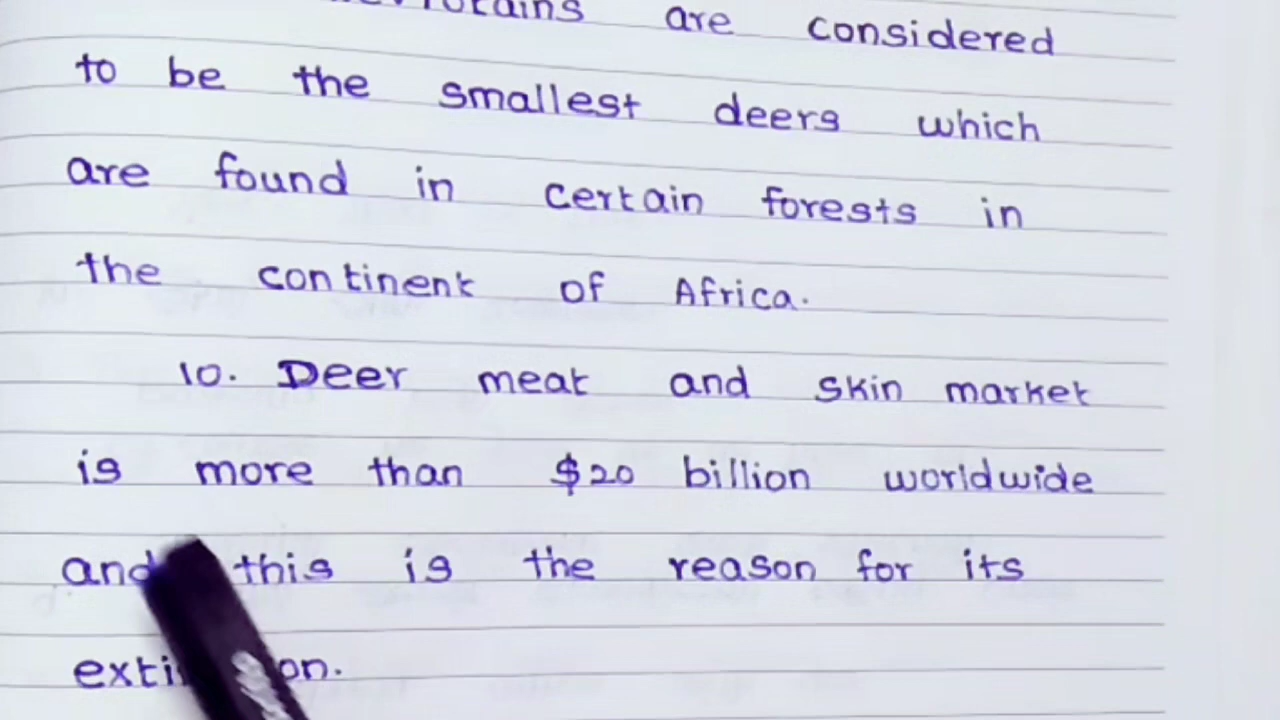 are considered
to be the smallest deers which
are found in certain forests in
the continent of Africa.
10. Deer meat and skin market
is more than $20 billion worldwide
and this is the reason for its